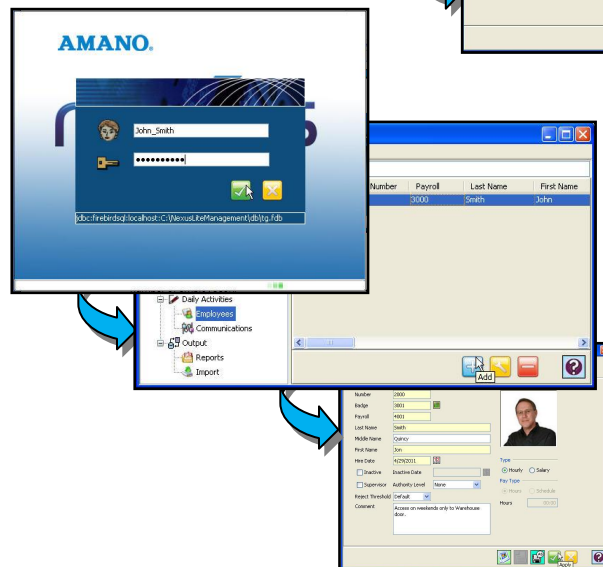 AMANO.
John_Smith
••••••••••
jdbc:firebirdsql:localhost:C:\NexusLiteManagement\db\tg.fdb
Number Payroll Last Name First Name
3000 Smith John
Daily Activities
Employees
Communications
Output
Reports
Import
Add
Number 2000
Badge 3001
Payroll 4001
Last Name Smith
Middle Name Quincy
First Name Jon
Hire Date 4/29/2011
Inactive Inactive Date
Supervisor Authority Level None
Reject Threshold Default
Comment Access on weekends only to Warehouse
door.
Type
Hourly Salary
Pay Type
Hours Schedule
Hours 00:00
Apply